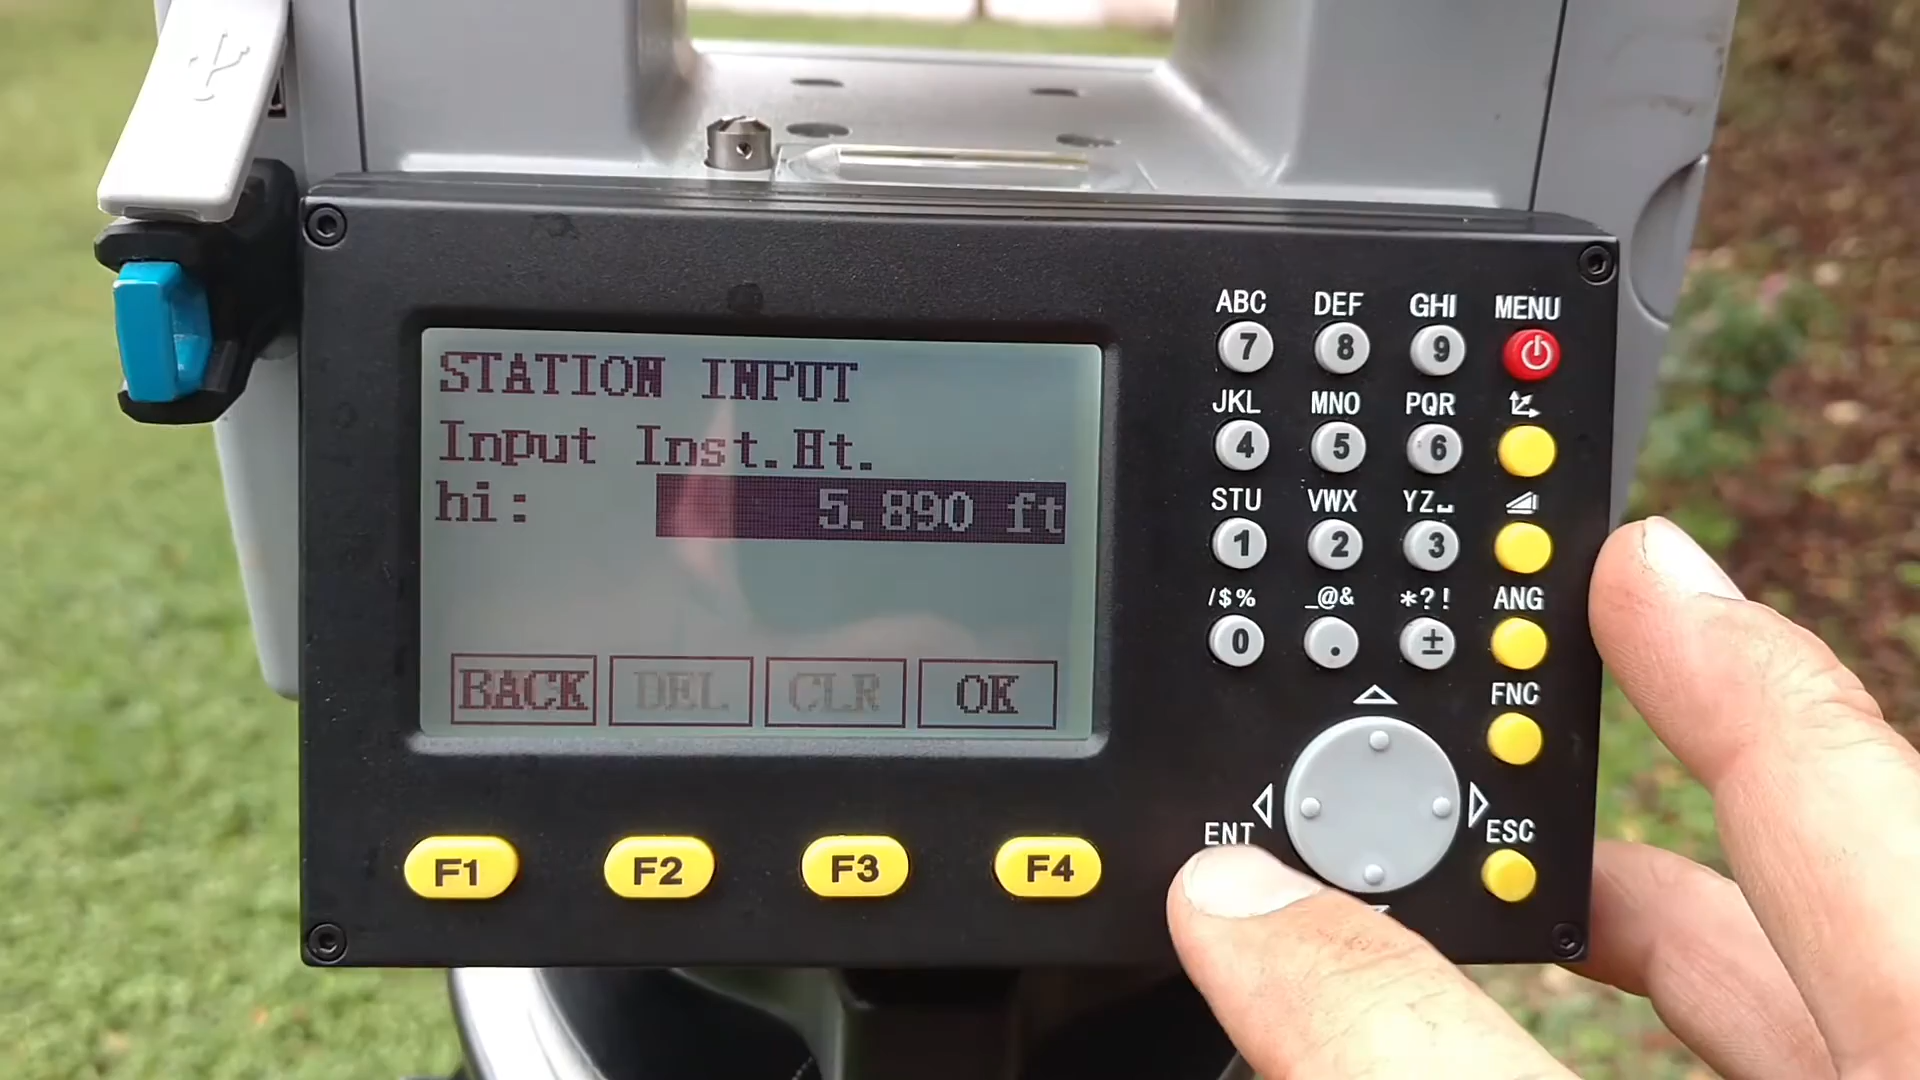 STATION INPUT
Input Inst.Ht.
hi: 5.890 ft
BACK DEL CLR OK
F1 F2 F3 F4
ABC DEF GHI MENU
7 8 9
JKL MNO PQR
4 5 6
STU VWX YZ␣
1 2 3
/$% _@& *?! ANG
0 . ±
FNC
ENT ESC